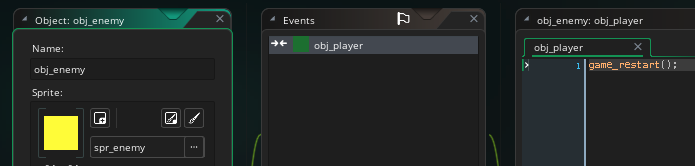 Object: obj_enemy
Name:
obj_enemy
Sprite:
spr_enemy
...
Events
obj_player
obj_enemy: obj_player
obj_player
1 game_restart();